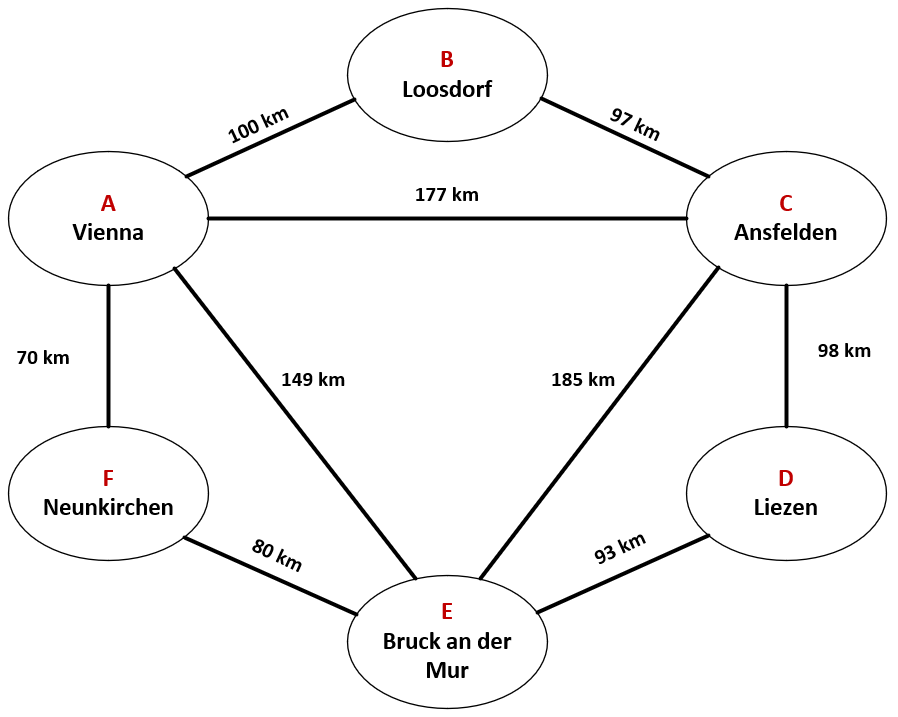 B
Loosdorf
100 km
97 km
177 km
A
Vienna
C
Ansfelden
70 km
149 km
185 km
98 km
F
Neunkirchen
D
Liezen
80 km
93 km
E
Bruck an der
Mur